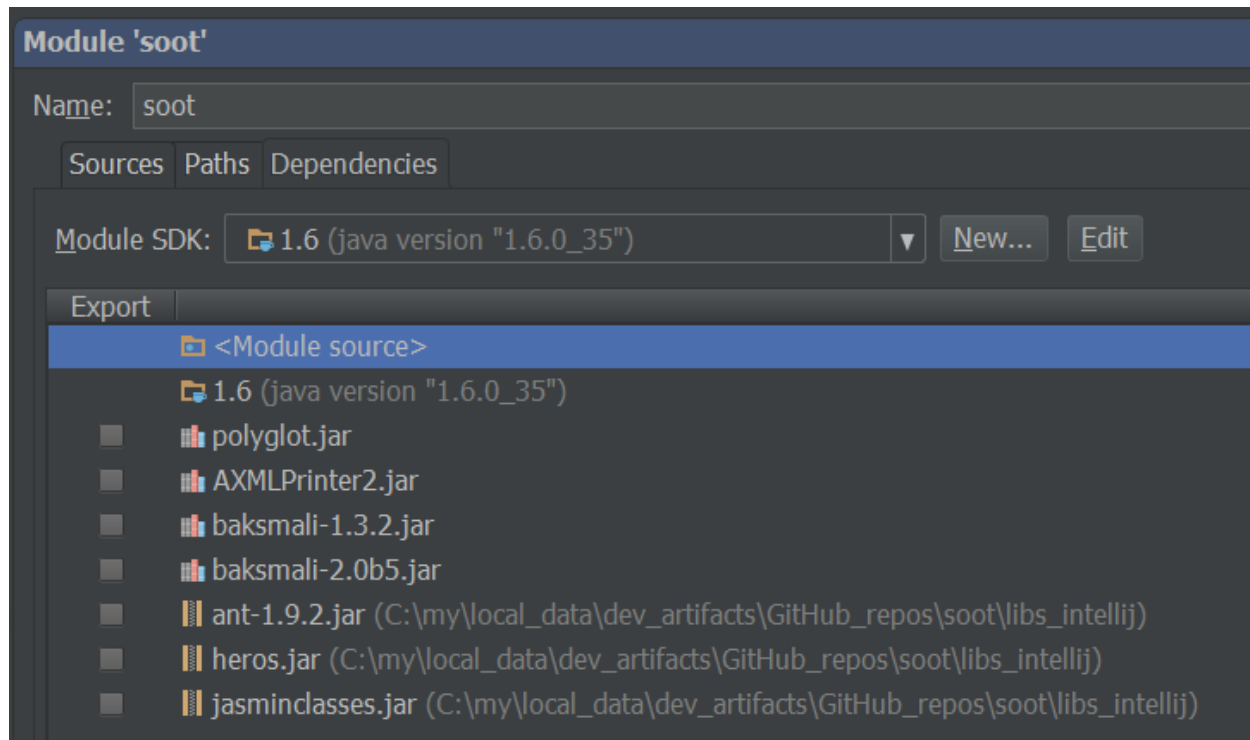 Module 'soot'
Name: soot
Sources Paths Dependencies
Module SDK: 1.6 (java version "1.6.0_35") New... Edit
Export
<Module source>
1.6 (java version "1.6.0_35")
polyglot.jar
AXMLPrinter2.jar
baksmali-1.3.2.jar
baksmali-2.0b5.jar
ant-1.9.2.jar (C:\my\local_data\dev_artifacts\GitHub_repos\soot\libs_intellij)
heros.jar (C:\my\local_data\dev_artifacts\GitHub_repos\soot\libs_intellij)
jasminclasses.jar (C:\my\local_data\dev_artifacts\GitHub_repos\soot\libs_intellij)